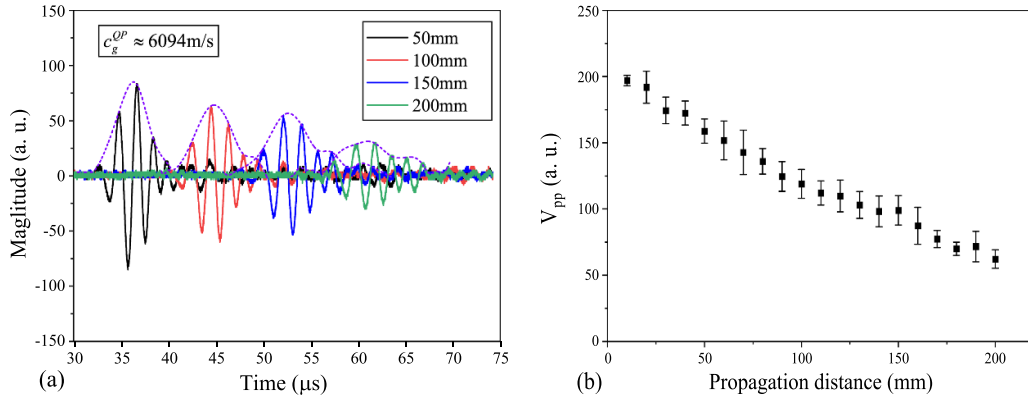 150
100
50
0
-50
-100
-150
Maglitude (a. u.)
c_g^{QP} ≈ 6094m/s
50mm
100mm
150mm
200mm
30 35 40 45 50 55 60 65 70 75
(a)
Time (μs)
250
200
150
100
50
0
V_{pp} (a. u.)
0 50 100 150 200
(b)
Propagation distance (mm)